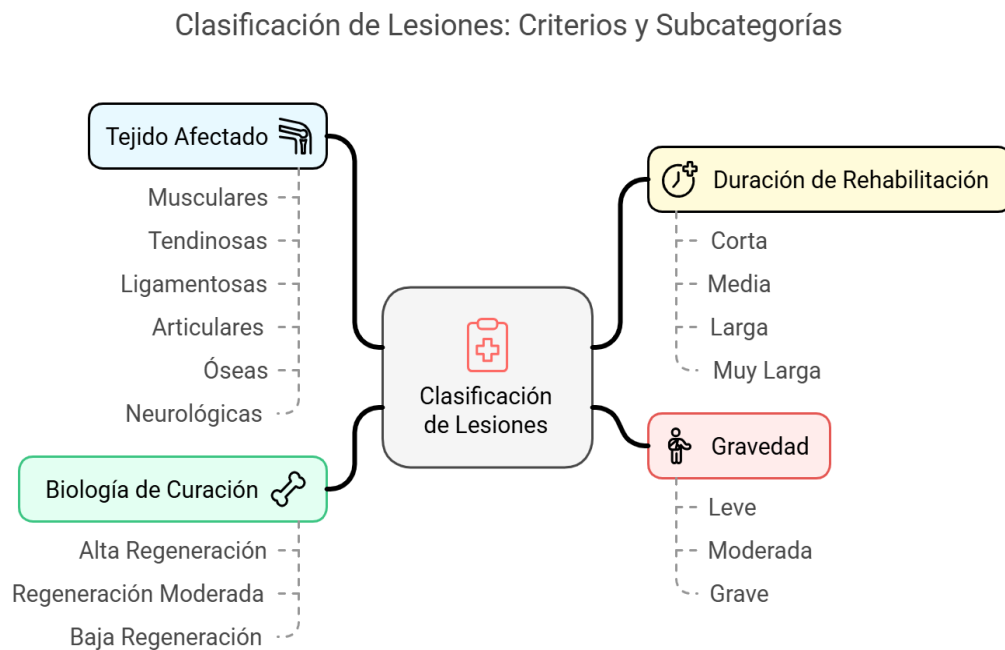 Clasificación de Lesiones: Criterios y Subcategorías
Tejido Afectado
Musculares
Tendinosas
Ligamentosas
Articulares
Óseas
Neurológicas
Biología de Curación
Alta Regeneración
Regeneración Moderada
Baja Regeneración
Clasificación
de Lesiones
Duración de Rehabilitación
Corta
Media
Larga
Muy Larga
Gravedad
Leve
Moderada
Grave